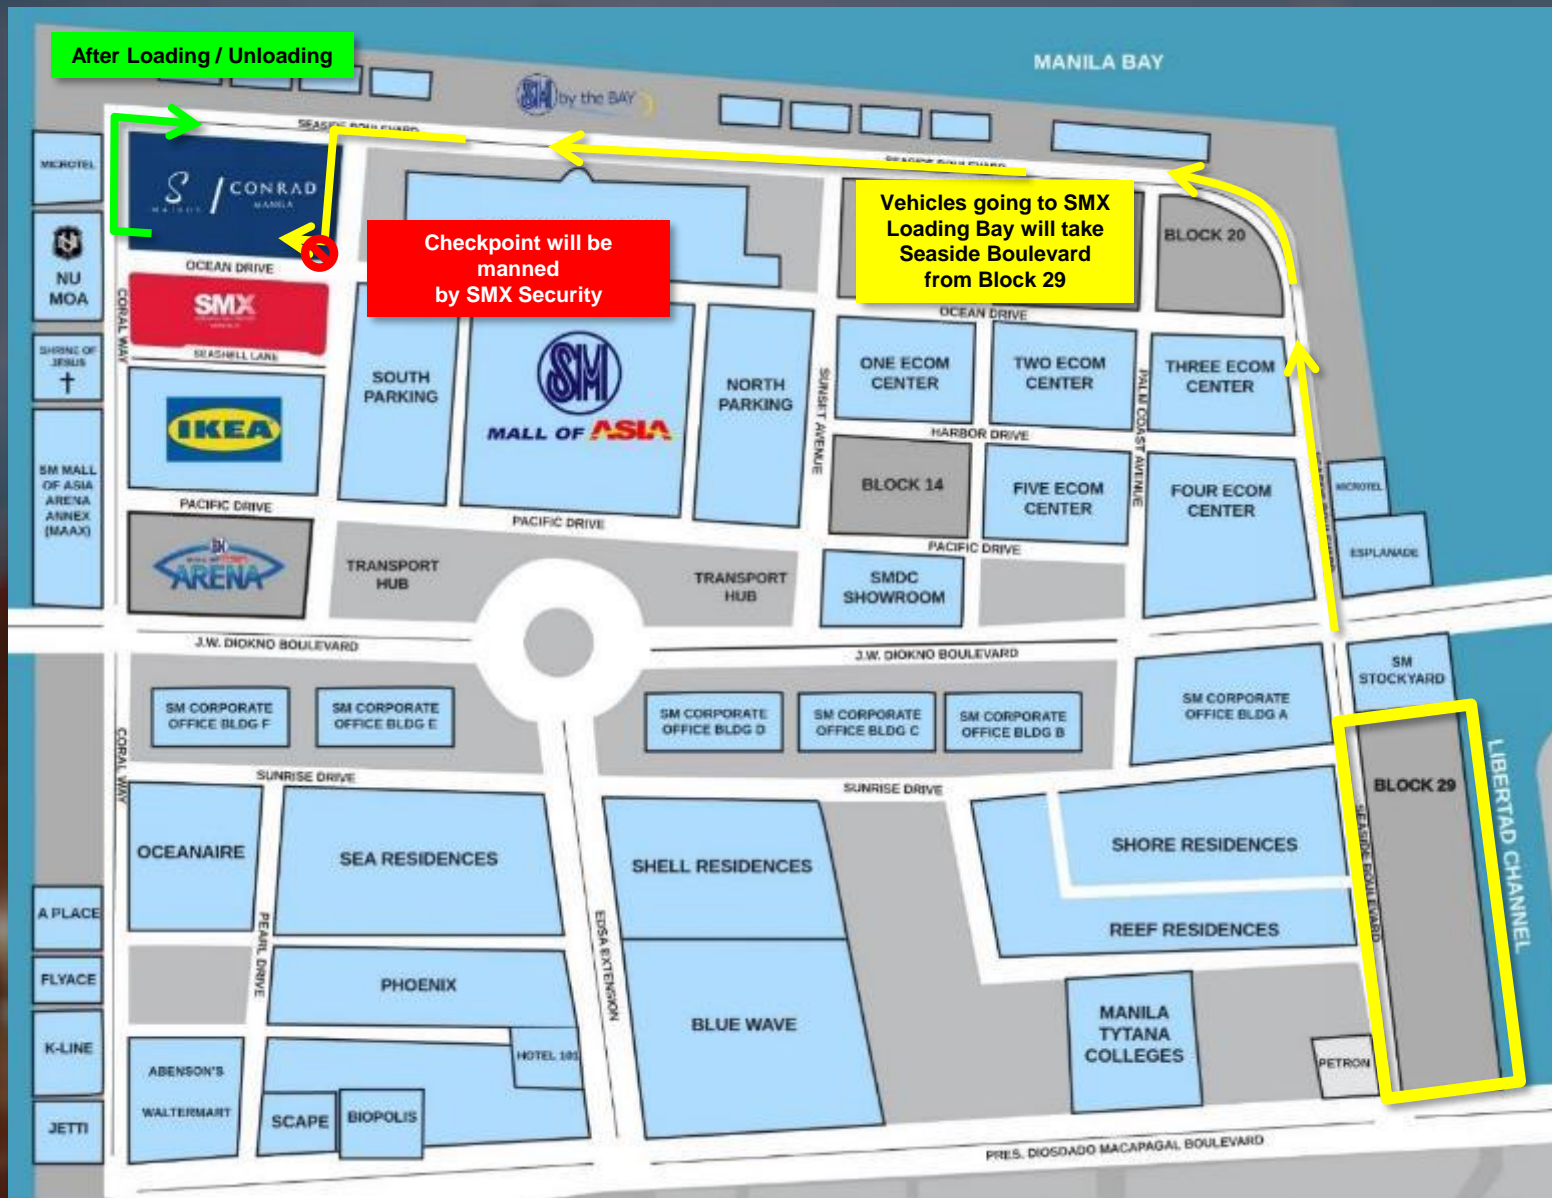 After Loading / Unloading
MANILA BAY
SM by the BAY
SEASIDE BOULEVARD
SEASIDE BOULEVARD
MICROTEL
S
MAISON
CONRAD
MANILA
Vehicles going to SMX
Loading Bay will take
Seaside Boulevard
from Block 29
BLOCK 20
Checkpoint will be
manned
by SMX Security
NU
MOA
OCEAN DRIVE
SMX
CORAL WAY
OCEAN DRIVE
SHRINE OF
JESUS
SEASHELL LANE
SOUTH
PARKING
SM
MALL OF ASIA
NORTH
PARKING
SUNSET AVENUE
ONE ECOM
CENTER
TWO ECOM
CENTER
PALM COAST AVENUE
THREE ECOM
CENTER
IKEA
HARBOR DRIVE
SM MALL
OF ASIA
ARENA
ANNEX
(MAAX)
BLOCK 14
FIVE ECOM
CENTER
FOUR ECOM
CENTER
MICROTEL
PACIFIC DRIVE
PACIFIC DRIVE
PACIFIC DRIVE
ESPLANADE
SM
ARENA
TRANSPORT
HUB
TRANSPORT
HUB
SMDC
SHOWROOM
J.W. DIOKNO BOULEVARD
J.W. DIOKNO BOULEVARD
SM
STOCKYARD
SM CORPORATE
OFFICE BLDG F
SM CORPORATE
OFFICE BLDG E
SM CORPORATE
OFFICE BLDG D
SM CORPORATE
OFFICE BLDG C
SM CORPORATE
OFFICE BLDG B
SM CORPORATE
OFFICE BLDG A
CORAL WAY
SUNRISE DRIVE
SUNRISE DRIVE
BLOCK 29
LIBERTAD CHANNEL
OCEANAIRE
SEA RESIDENCES
SHELL RESIDENCES
SHORE RESIDENCES
SEASIDE BOULEVARD
A PLACE
PEARL DRIVE
EDSA EXTENSION
REEF RESIDENCES
FLYACE
PHOENIX
BLUE WAVE
MANILA
TYTANA
COLLEGES
K-LINE
ABENSON'S
WALTERMART
HOTEL 101
PETRON
JETTI
SCAPE
BIOPOLIS
PRES. DIOSDADO MACAPAGAL BOULEVARD